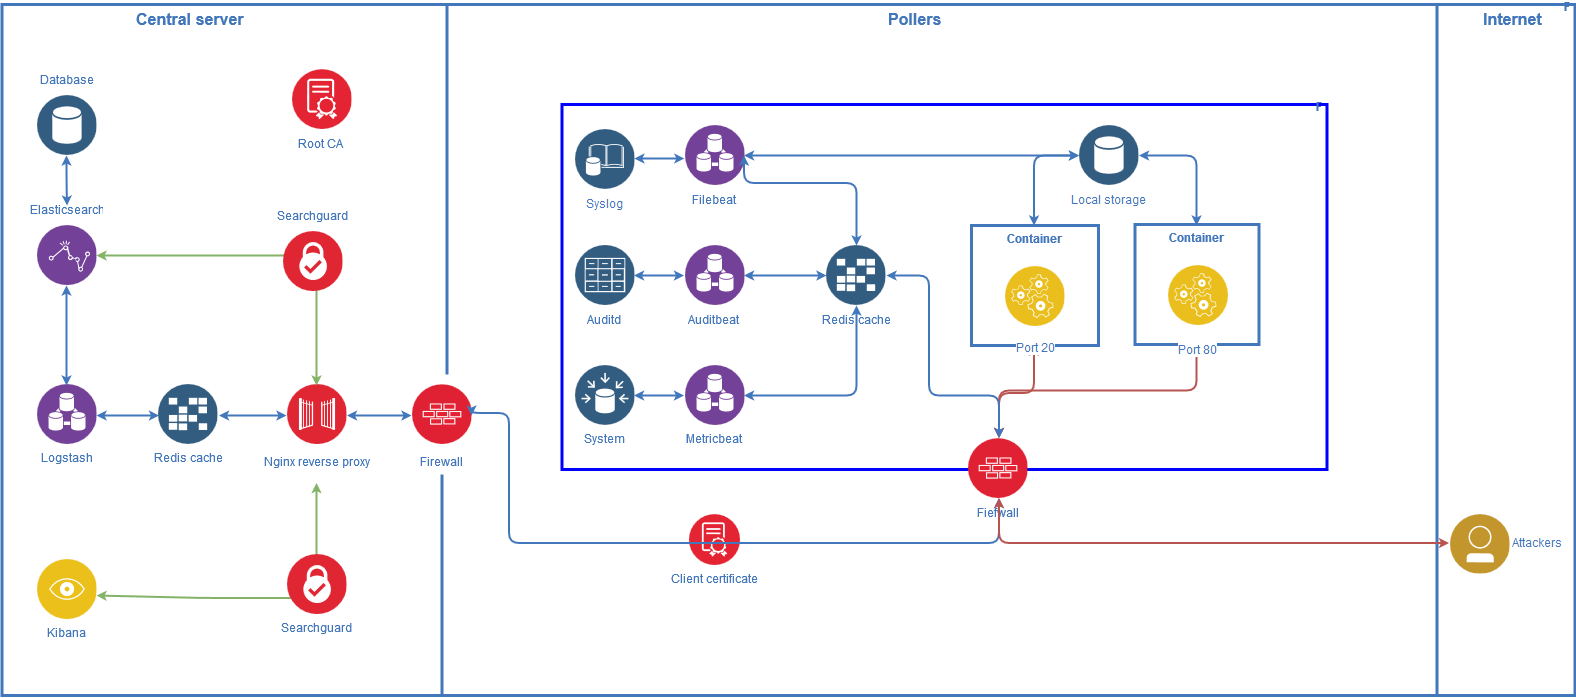 Central server
Pollers
Internet
Database
Root CA
Elasticsearch
Searchguard
Logstash
Redis cache
Nginx reverse proxy
Firewall
Kibana
Searchguard
Syslog
Filebeat
Local storage
Container
Container
Auditd
Auditbeat
Redis cache
Port 20
Port 80
System
Metricbeat
Fiefwall
Client certificate
Attackers